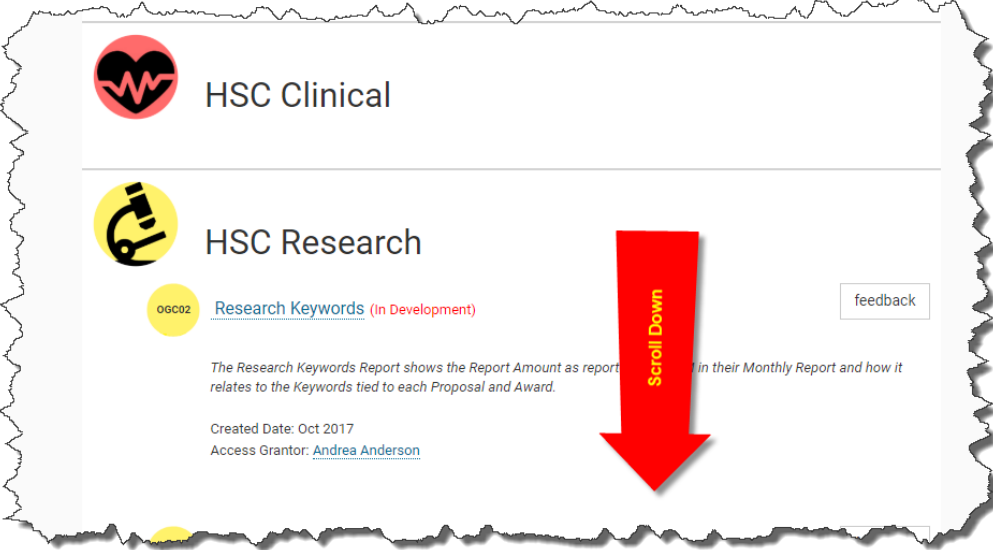 HSC Clinical
HSC Research
OGC02
Research Keywords (In Development)
feedback
The Research Keywords Report shows the Report Amount as report in their Monthly Report and how it
relates to the Keywords tied to each Proposal and Award.
Created Date: Oct 2017
Access Grantor: Andrea Anderson
Scroll Down